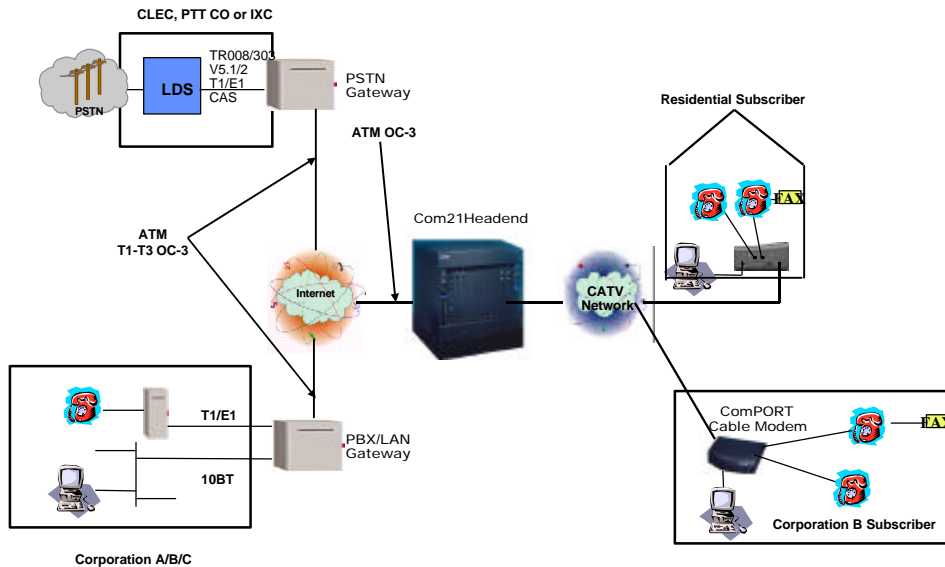 CLEC, PTT CO or IXC
TR008/303
V5.1/2
T1/E1
CAS
LDS
PSTN
PSTN
Gateway
ATM OC-3
Residential Subscriber
FAX
Com21Headend
ATM
T1-T3 OC-3
Internet
CATV
Network
T1/E1
PBX/LAN
Gateway
10BT
Corporation A/B/C
ComPORT
Cable Modem
FAX
Corporation B Subscriber